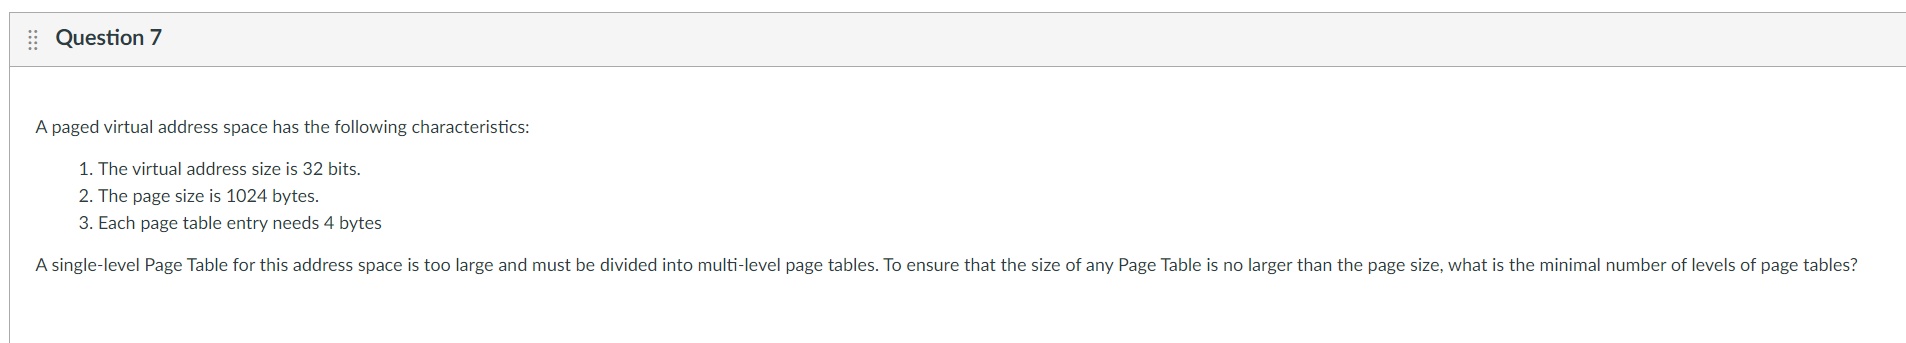 Question 7
A paged virtual address space has the following characteristics:
1. The virtual address size is 32 bits.
2. The page size is 1024 bytes.
3. Each page table entry needs 4 bytes
A single-level Page Table for this address space is too large and must be divided into multi-level page tables. To ensure that the size of any Page Table is no larger than the page size, what is the minimal number of levels of page tables?